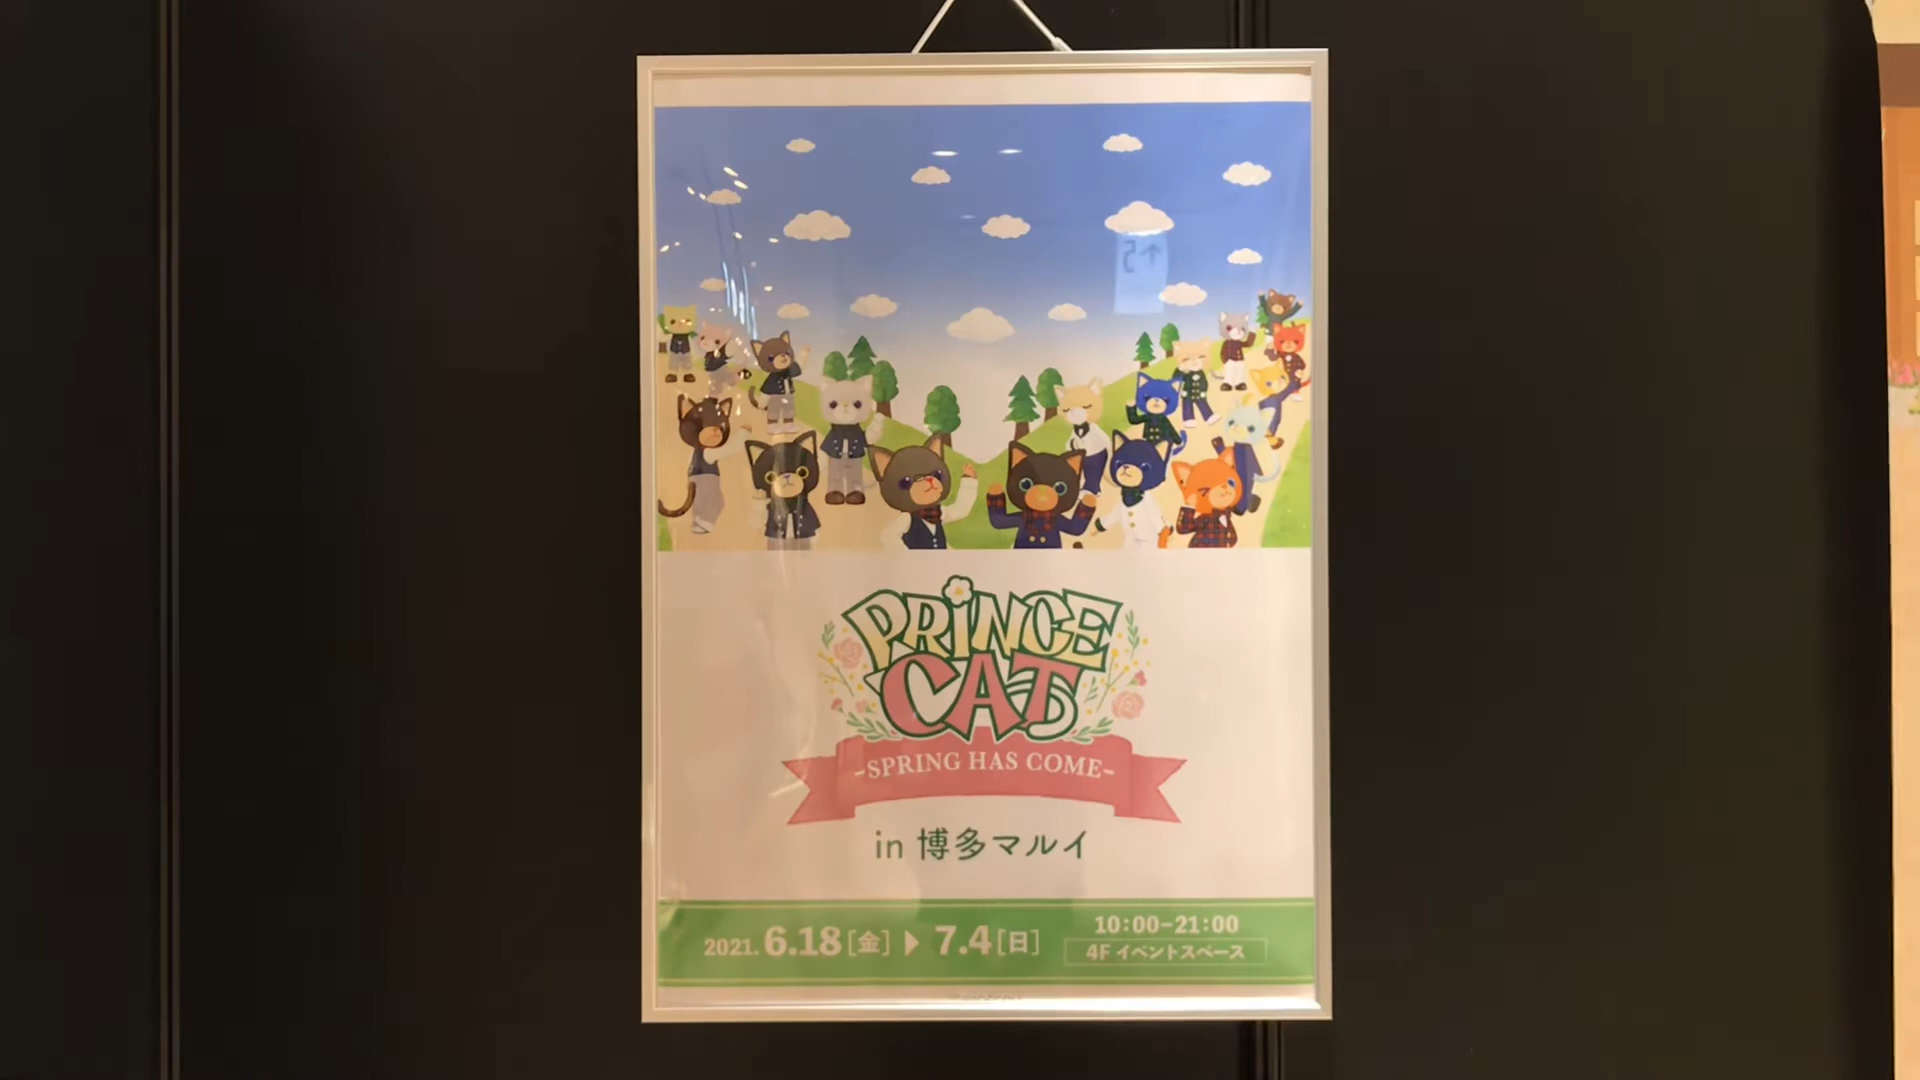 PRINCE
CAT
-SPRING HAS COME-
in 博多マルイ
2021. 6.18[金] ▶ 7.4[日]
10:00-21:00
4F イベントスペース